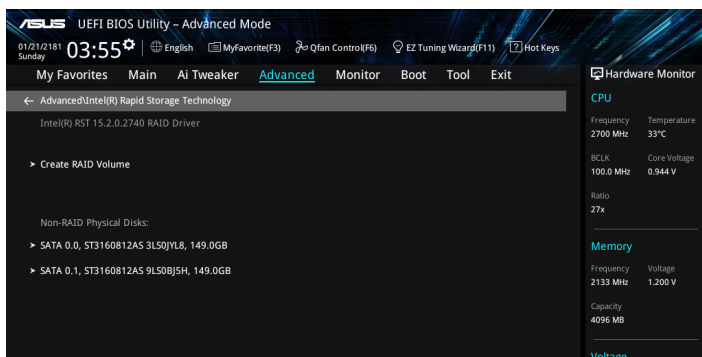 ASUS UEFI BIOS Utility – Advanced Mode
01/21/2181 Sunday 03:55 English MyFavorite(F3) Qfan Control(F6) EZ Tuning Wizard(F11) ? Hot Keys
My Favorites Main Ai Tweaker Advanced Monitor Boot Tool Exit
← Advanced\Intel(R) Rapid Storage Technology
Intel(R) RST 15.2.0.2740 RAID Driver
> Create RAID Volume
Non-RAID Physical Disks:
> SATA 0.0, ST3160812AS 3LS0JYL8, 149.0GB
> SATA 0.1, ST3160812AS 9LS0BJ5H, 149.0GB
Hardware Monitor
CPU
Frequency Temperature
2700 MHz 33°C
BCLK Core Voltage
100.0 MHz 0.944 V
Ratio
27x
Memory
Frequency Voltage
2133 MHz 1.200 V
Capacity
4096 MB
Voltage